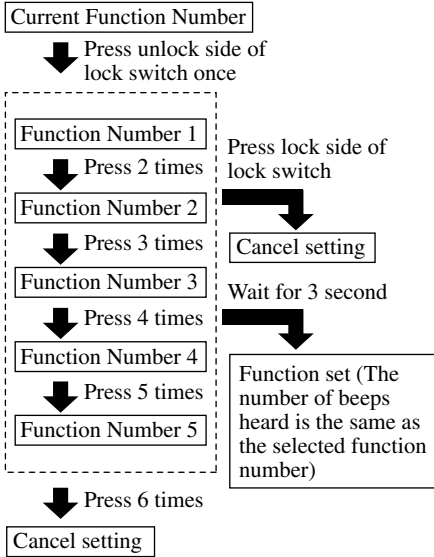 Current Function Number
Press unlock side of
lock switch once
Function Number 1
Press 2 times
Function Number 2
Press lock side of
lock switch
Cancel setting
Press 3 times
Function Number 3
Wait for 3 second
Press 4 times
Function Number 4
Press 5 times
Function Number 5
Function set (The
number of beeps
heard is the same as
the selected function
number)
Press 6 times
Cancel setting